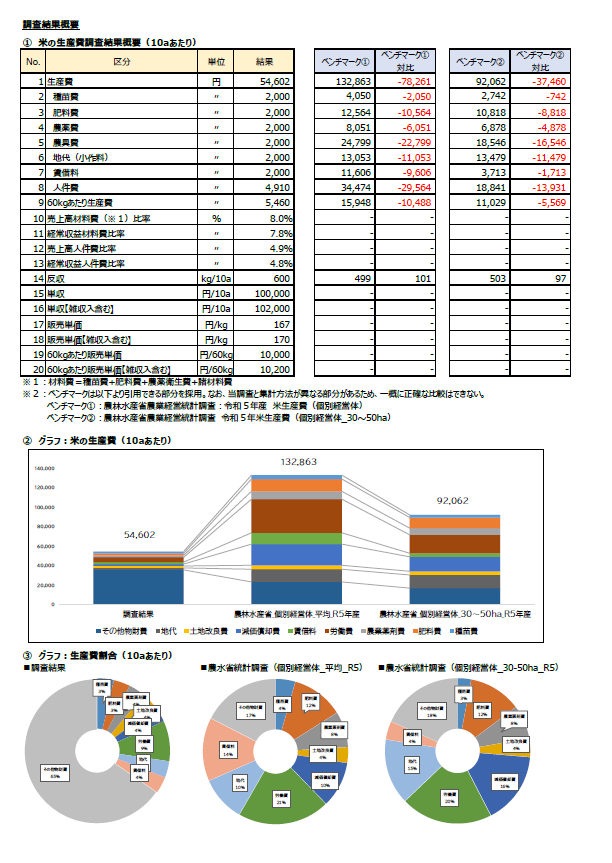 調査結果概要
① 米の生産費調査結果概要（10aあたり）
No. 区分 単位 結果 ベンチマーク① ベンチマーク①対比 ベンチマーク② ベンチマーク②対比
1 生産費 円 54,602 132,863 -78,261 92,062 -37,460
2 種苗費 〃 2,000 4,050 -2,050 2,742 -742
3 肥料費 〃 2,000 12,564 -10,564 10,818 -8,818
4 農薬費 〃 2,000 8,051 -6,051 6,878 -4,878
5 農具費 〃 2,000 24,799 -22,799 18,546 -16,546
6 地代（小作料） 〃 2,000 13,053 -11,053 13,479 -11,479
7 賃借料 〃 2,000 11,606 -9,606 3,713 -1,713
8 人件費 〃 4,910 34,474 -29,564 18,841 -13,931
9 60kgあたり生産費 〃 5,460 15,948 -10,488 11,029 -5,569
10 売上高材料費（※１）比率 % 8.0% - - - -
11 経常収益材料費比率 〃 7.8% - - - -
12 売上高人件費比率 〃 4.9% - - - -
13 経常収益人件費比率 〃 4.8% - - - -
14 反収 kg/10a 600 499 101 503 97
15 単収 円/10a 100,000 - - - -
16 単収【雑収入含む】 円/10a 102,000 - - - -
17 販売単価 円/kg 167 - - - -
18 販売単価【雑収入含む】 円/kg 170 - - - -
19 60kgあたり販売単価 円/60kg 10,000 - - - -
20 60kgあたり販売単価【雑収入含む】 円/60kg 10,200 - - - -
※１：材料費＝種苗費+肥料費+農薬衛生費+諸材料費
※２：ベンチマークは以下より引用できる部分を採用。なお、当調査と集計方法が異なる部分があるため、一概に正確な比較はできない。
ベンチマーク①：農林水産省農業経営統計調査：令和５年産 米生産費（個別経営体）
ベンチマーク②：農林水産省農業経営統計調査 令和５年米生産費（個別経営体_30～50ha）
② グラフ：米の生産費（10aあたり）
140,000
120,000
100,000
80,000
60,000
40,000
20,000
0
54,602
132,863
92,062
調査結果
農林水産省_個別経営体_平均_R5年産
農林水産省_個別経営体_30～50ha_R5年産
その他物財費 地代 土地改良費 減価償却費 賃借料 労働費 農業薬剤費 肥料費 種苗費
③ グラフ：生産費割合（10aあたり）
■調査結果
種苗費 3%
肥料費 3%
農業薬剤費 4%
土地改良費 4%
減価償却費 4%
労働費 9%
地代
賃借料 4%
その他物財費 65%
■農水省統計調査（個別経営体_平均_R5）
種苗費 4%
肥料費 12%
農業薬剤費 8%
土地改良費 4%
減価償却費 10%
労働費 21%
地代 10%
賃借料 14%
その他物財費 17%
■農水省統計調査（個別経営体_30-50ha_R5）
種苗費 3%
肥料費 12%
農業薬剤費 8%
土地改良費 4%
減価償却費 16%
労働費 20%
地代 15%
賃借料 4%
その他物財費 18%